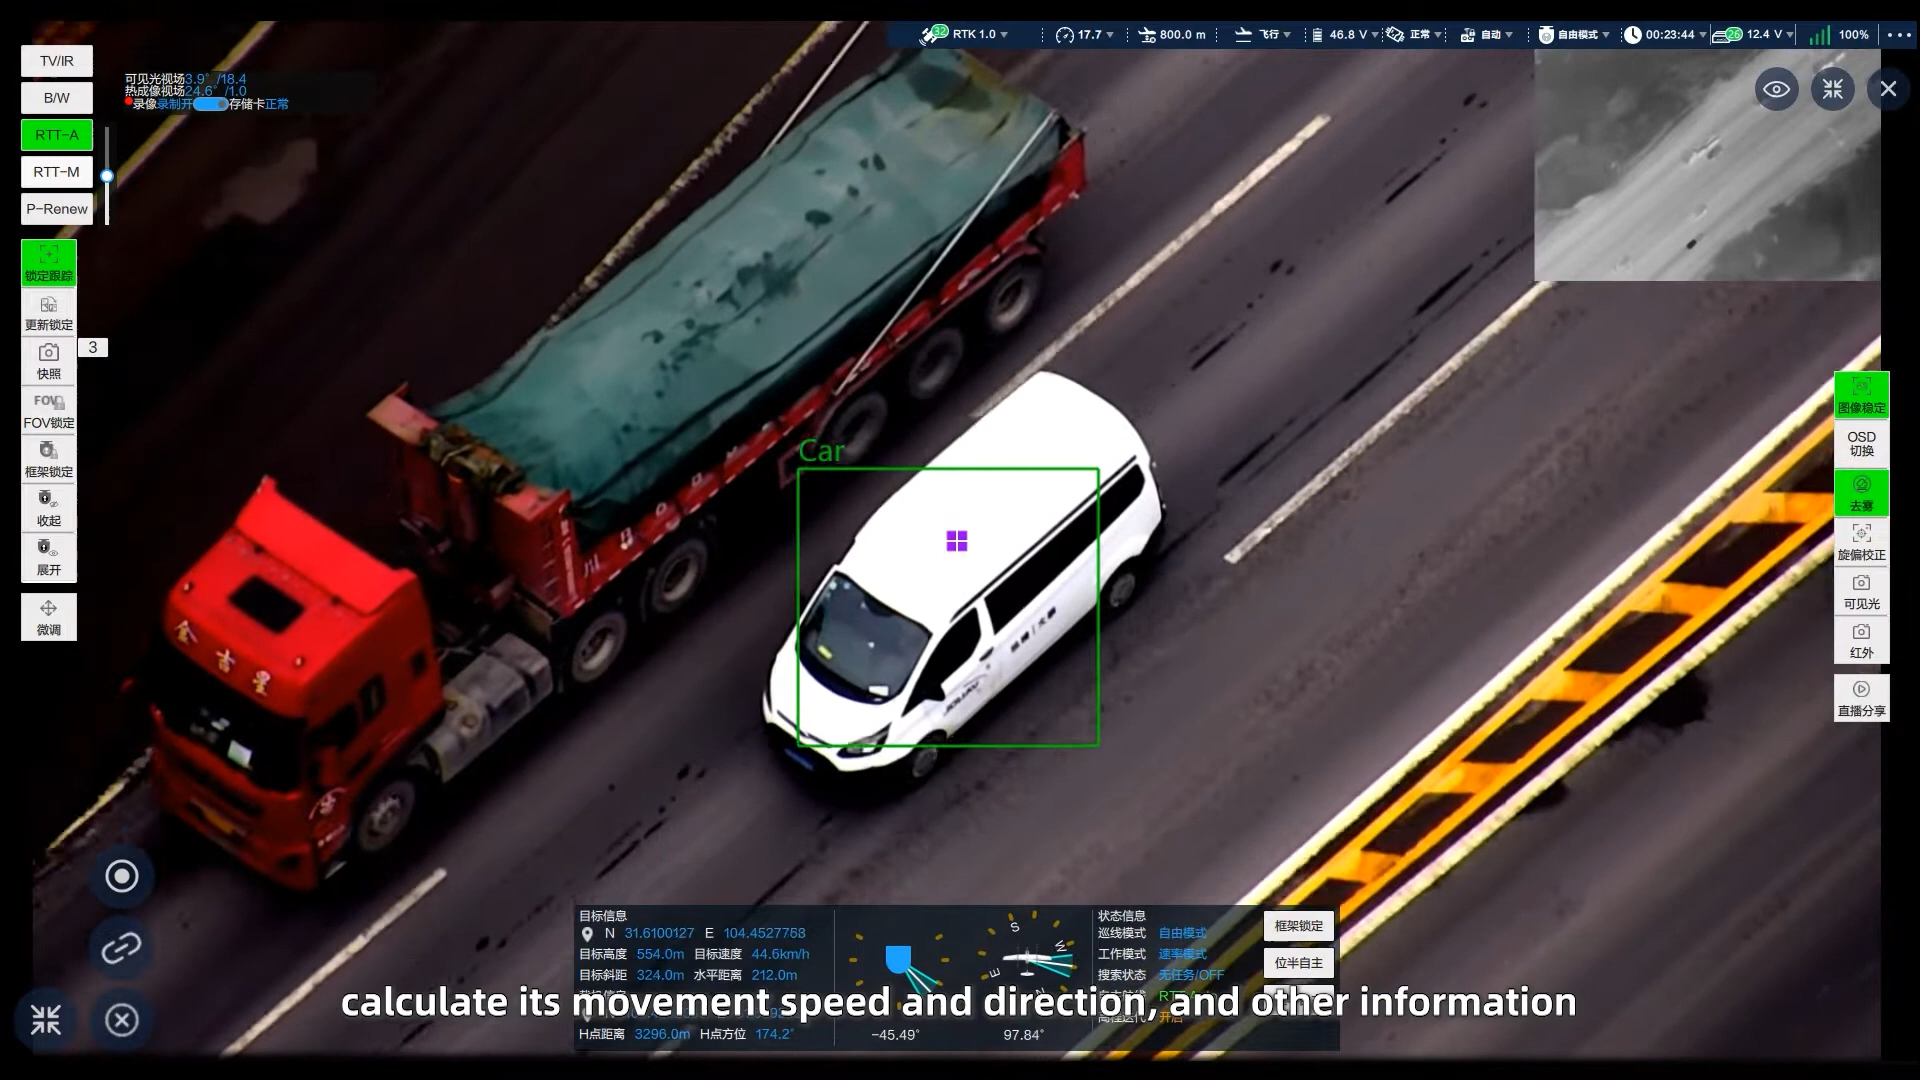 TV/IR
B/W
RTT-A
RTT-M
P-Renew
可见光视场3.9° /18.4
热成像视场24.6° /1.0
录像录制开 存储卡正常
32 RTK 1.0
17.7
800.0 m
飞行
46.8 V
正常
自动
自由模式
00:23:44
26 12.4 V
100%
锁定跟踪
更新锁定
3
快照
FOV
FOV锁定
框架锁定
收起
展开
微调
Car
金吉星
图像稳定
OSD
切换
去雾
旋偏校正
可见光
红外
直播分享
目标信息
N 31.6100127 E 104.4527768
目标高度 554.0m 目标速度 44.6km/h
目标斜距 324.0m 水平距离 212.0m
H点距离 3296.0m H点方位 174.2°
-45.49°
S
W
E
N
97.84°
状态信息
巡线模式 自由模式
工作模式 速率模式
搜索状态 无任务/OFF
框架锁定
位半自主
calculate its movement speed and direction, and other information